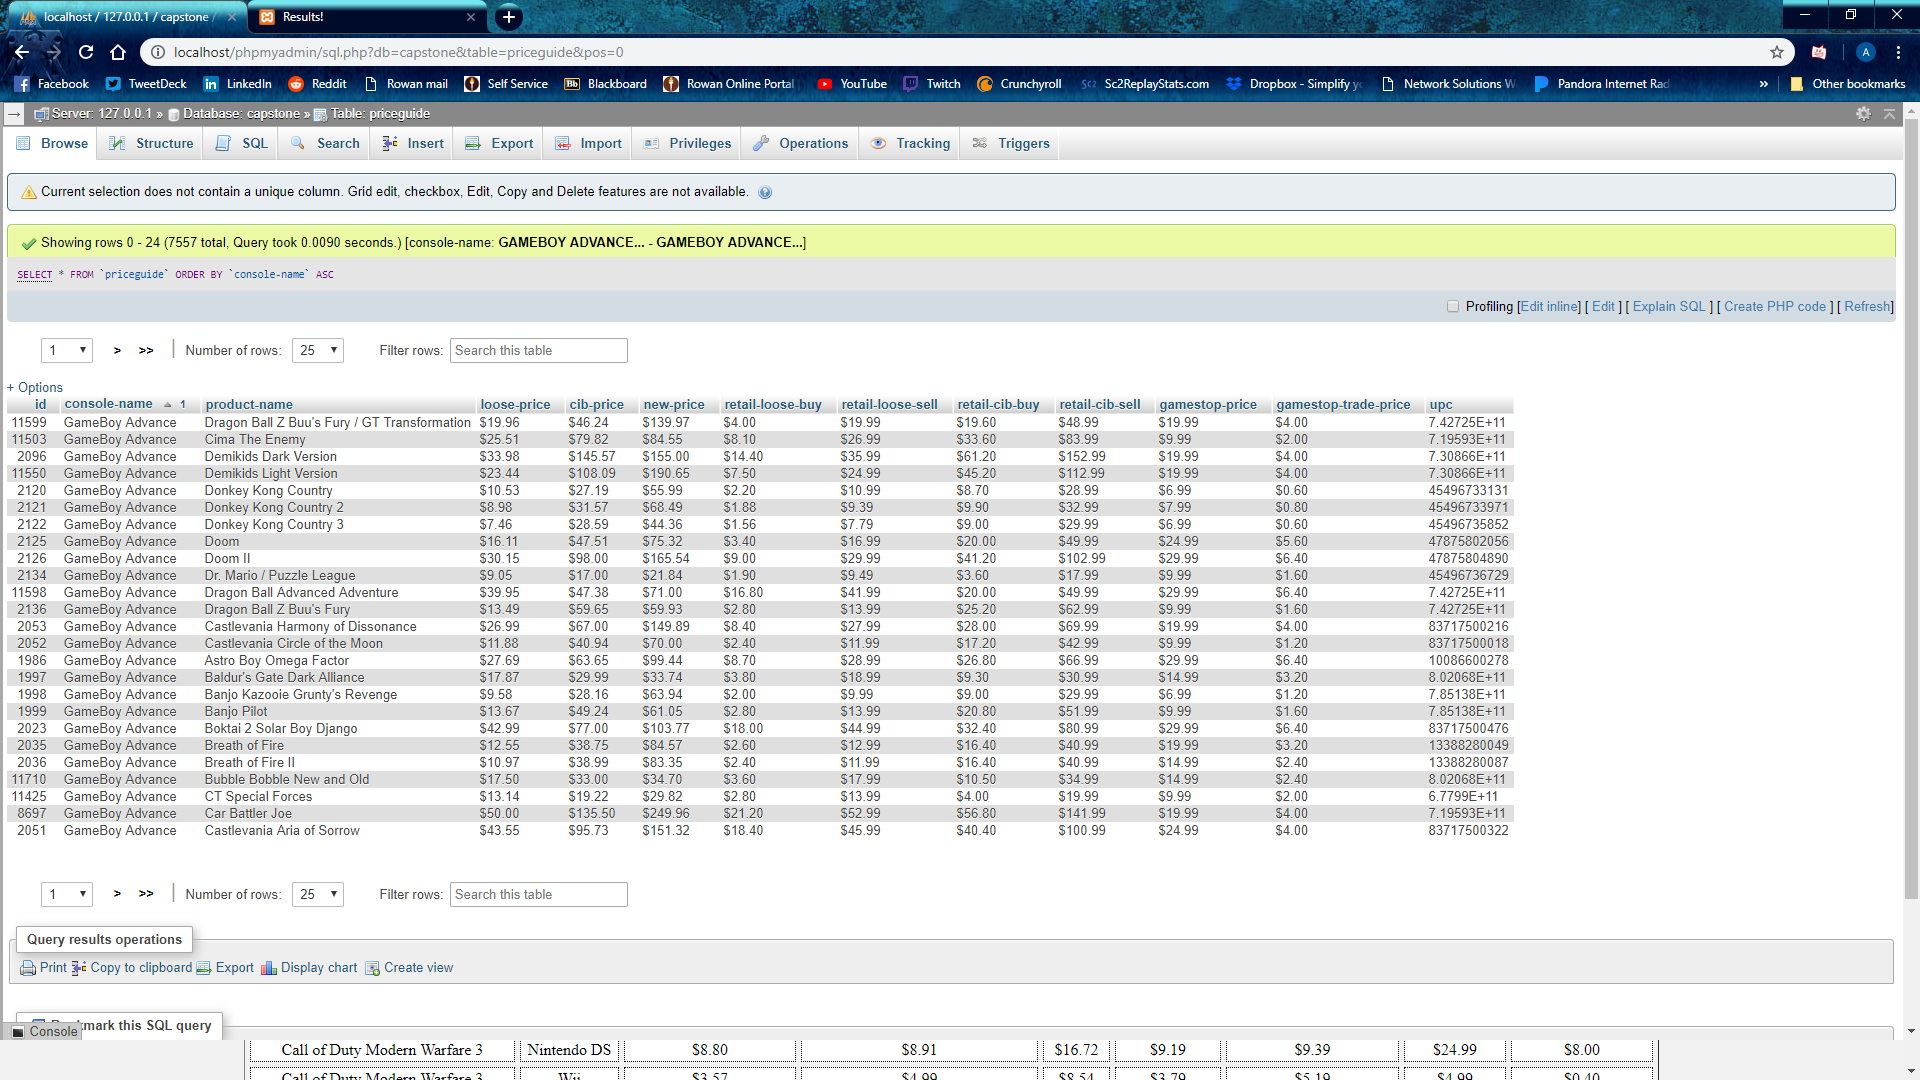 localhost / 127.0.0.1 / capstone /
Results!
localhost/phpmyadmin/sql.php?db=capstone&table=priceguide&pos=0
A
Facebook TweetDeck LinkedIn Reddit Rowan mail Self Service Bb Blackboard Rowan Online Portal YouTube Twitch Crunchyroll Sc2ReplayStats.com Dropbox - Simplify Network Solutions Pandora Internet Rad » Other bookmarks
Server: 127.0.0.1 » Database: capstone » Table: priceguide
Browse Structure SQL Search Insert Export Import Privileges Operations Tracking Triggers
Current selection does not contain a unique column. Grid edit, checkbox, Edit, Copy and Delete features are not available.
Showing rows 0 - 24 (7557 total, Query took 0.0090 seconds.) [console-name: GAMEBOY ADVANCE... - GAMEBOY ADVANCE...]
SELECT * FROM `priceguide` ORDER BY `console-name` ASC
Profiling [Edit inline] [ Edit ] [ Explain SQL ] [ Create PHP code ] [ Refresh]
1 > >> Number of rows: 25 Filter rows: Search this table
+ Options
id console-name 1 product-name loose-price cib-price new-price retail-loose-buy retail-loose-sell retail-cib-buy retail-cib-sell gamestop-price gamestop-trade-price upc
11599 GameBoy Advance Dragon Ball Z Buu's Fury / GT Transformation $19.96 $46.24 $139.97 $4.00 $19.99 $19.60 $48.99 $19.99 $4.00 7.42725E+11
11503 GameBoy Advance Cima The Enemy $25.51 $79.82 $84.55 $8.10 $26.99 $33.60 $83.99 $9.99 $2.00 7.19593E+11
2096 GameBoy Advance Demikids Dark Version $33.98 $145.57 $155.00 $14.40 $35.99 $61.20 $152.99 $19.99 $4.00 7.30866E+11
11550 GameBoy Advance Demikids Light Version $23.44 $108.09 $190.65 $7.50 $24.99 $45.20 $112.99 $19.99 $4.00 7.30866E+11
2120 GameBoy Advance Donkey Kong Country $10.53 $27.19 $55.99 $2.20 $10.99 $8.70 $28.99 $6.99 $0.60 45496733131
2121 GameBoy Advance Donkey Kong Country 2 $8.98 $31.57 $68.49 $1.88 $9.39 $9.90 $32.99 $7.99 $0.80 45496733971
2122 GameBoy Advance Donkey Kong Country 3 $7.46 $28.59 $44.36 $1.56 $7.79 $9.00 $29.99 $6.99 $0.60 45496735852
2125 GameBoy Advance Doom $16.11 $47.51 $75.32 $3.40 $16.99 $20.00 $49.99 $24.99 $5.60 47875802056
2126 GameBoy Advance Doom II $30.15 $98.00 $165.54 $9.00 $29.99 $41.20 $102.99 $29.99 $6.40 47875804890
2134 GameBoy Advance Dr. Mario / Puzzle League $9.05 $17.00 $21.84 $1.90 $9.49 $3.60 $17.99 $9.99 $1.60 45496736729
11598 GameBoy Advance Dragon Ball Advanced Adventure $39.95 $47.38 $71.00 $16.80 $41.99 $20.00 $49.99 $29.99 $6.40 7.42725E+11
2136 GameBoy Advance Dragon Ball Z Buu's Fury $13.49 $59.65 $59.93 $2.80 $13.99 $25.20 $62.99 $9.99 $1.60 7.42725E+11
2053 GameBoy Advance Castlevania Harmony of Dissonance $26.99 $67.00 $149.89 $8.40 $27.99 $28.00 $69.99 $19.99 $4.00 83717500216
2052 GameBoy Advance Castlevania Circle of the Moon $11.88 $40.94 $70.00 $2.40 $11.99 $17.20 $42.99 $9.99 $1.20 83717500018
1986 GameBoy Advance Astro Boy Omega Factor $27.69 $63.65 $99.44 $8.70 $28.99 $26.80 $66.99 $29.99 $6.40 10086600278
1997 GameBoy Advance Baldur's Gate Dark Alliance $17.87 $29.99 $33.74 $3.80 $18.99 $9.30 $30.99 $14.99 $3.20 8.02068E+11
1998 GameBoy Advance Banjo Kazooie Grunty's Revenge $9.58 $28.16 $63.94 $2.00 $9.99 $9.00 $29.99 $6.99 $1.20 7.85138E+11
1999 GameBoy Advance Banjo Pilot $13.67 $49.24 $61.05 $2.80 $13.99 $20.80 $51.99 $9.99 $1.60 7.85138E+11
2023 GameBoy Advance Boktai 2 Solar Boy Django $42.99 $77.00 $103.77 $18.00 $44.99 $32.40 $80.99 $29.99 $6.40 83717500476
2035 GameBoy Advance Breath of Fire $12.55 $38.75 $84.57 $2.60 $12.99 $16.40 $40.99 $19.99 $3.20 13388280049
2036 GameBoy Advance Breath of Fire II $10.97 $38.99 $83.35 $2.40 $11.99 $16.40 $40.99 $14.99 $2.40 13388280087
11710 GameBoy Advance Bubble Bobble New and Old $17.50 $33.00 $34.70 $3.60 $17.99 $10.50 $34.99 $14.99 $2.40 8.02068E+11
11425 GameBoy Advance CT Special Forces $13.14 $19.22 $29.82 $2.80 $13.99 $4.00 $19.99 $9.99 $2.00 6.7799E+11
8697 GameBoy Advance Car Battler Joe $50.00 $135.50 $249.96 $21.20 $52.99 $56.80 $141.99 $19.99 $4.00 7.19593E+11
2051 GameBoy Advance Castlevania Aria of Sorrow $43.55 $95.73 $151.32 $18.40 $45.99 $40.40 $100.99 $24.99 $4.00 83717500322
1 > >> Number of rows: 25 Filter rows: Search this table
Query results operations
Print Copy to clipboard Export Display chart Create view
mark this SQL query
Console
Call of Duty Modern Warfare 3 Nintendo DS $8.80 $8.91 $16.72 $9.19 $9.39 $24.99 $8.00
Call of Duty Modern Warfare 3 Wii $3.57 $4.99 $8.54 $3.79 $5.19 $4.99 $0.40